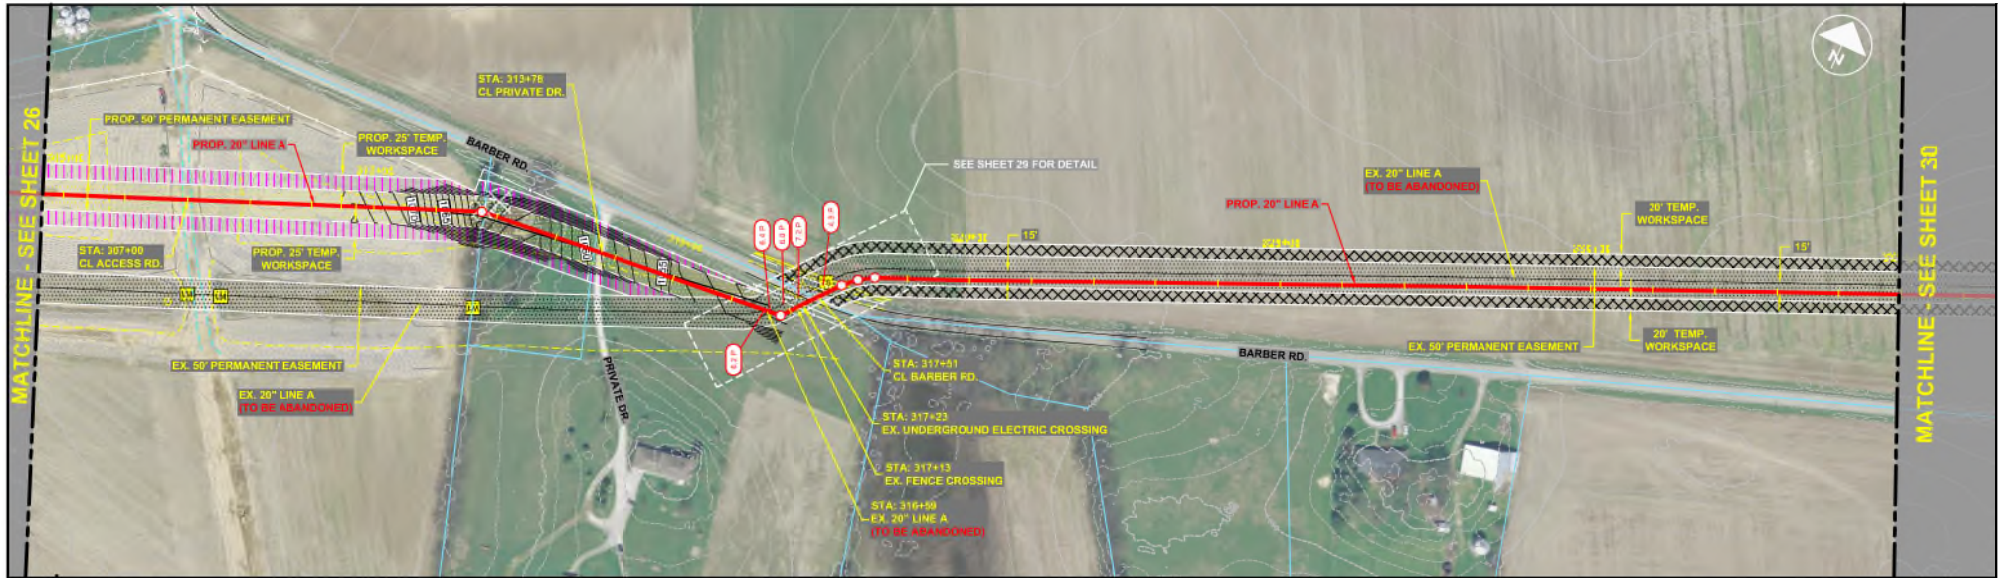 MATCHLINE - SEE SHEET 26
PROP. 50' PERMANENT EASEMENT
PROP. 20" LINE A
PROP. 25' TEMP.
WORKSPACE
STA: 307+00
CL ACCESS RD.
PROP. 25' TEMP.
WORKSPACE
EX. 50' PERMANENT EASEMENT
EX. 20" LINE A
(TO BE ABANDONED)
STA: 313+78
CL PRIVATE DR.
BARBER RD.
PRIVATE DR.
SEE SHEET 29 FOR DETAIL
STA: 317+51
CL BARBER RD.
STA: 317+23
EX. UNDERGROUND ELECTRIC CROSSING
STA: 317+13
EX. FENCE CROSSING
STA: 316+59
EX. 20" LINE A
(TO BE ABANDONED)
15'
PROP. 20" LINE A
EX. 20" LINE A
(TO BE ABANDONED)
20' TEMP.
WORKSPACE
15'
BARBER RD.
EX. 50' PERMANENT EASEMENT
20' TEMP.
WORKSPACE
N
MATCHLINE - SEE SHEET 30